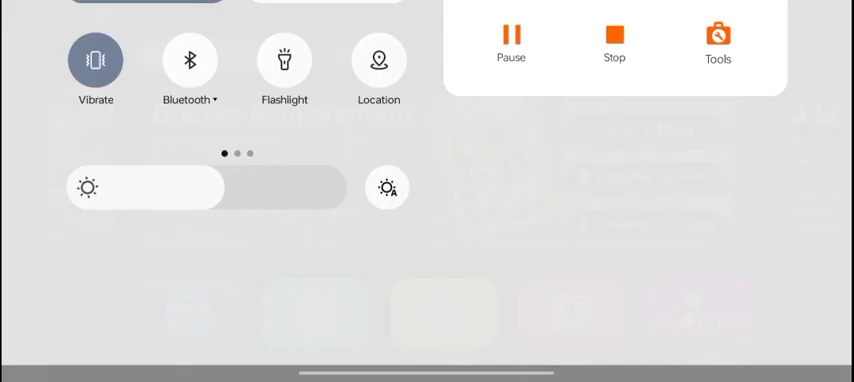 Pause
Stop
Tools
Vibrate
Bluetooth
Flashlight
Location
A